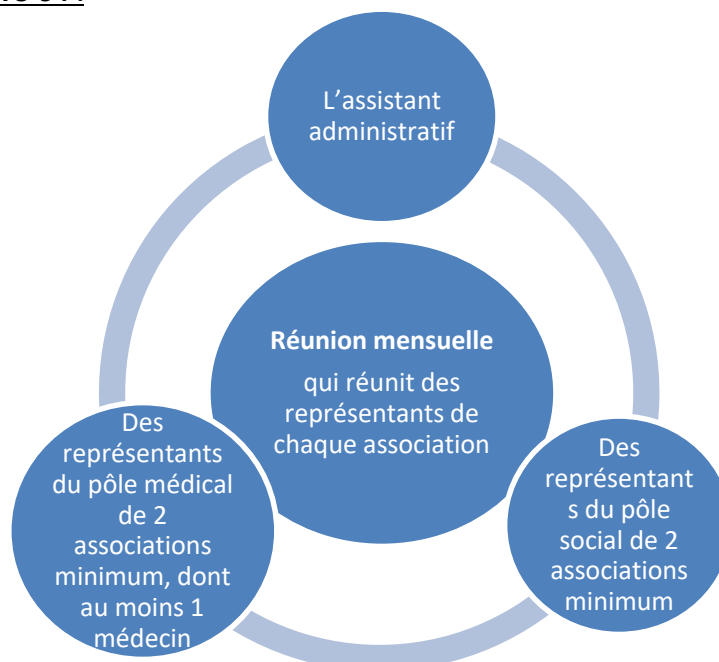 L’assistant
administratif
Réunion mensuelle
qui réunit des
représentants de
chaque association
Des
représentants
du pôle médical
de 2
associations
minimum, dont
au moins 1
médecin
Des
représentant
s du pôle
social de 2
associations
minimum